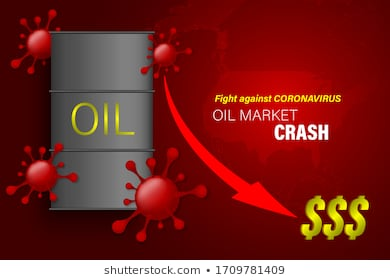 OIL
Fight against CORONAVIRUS
OIL MARKET
CRASH
$$$
shutterstock.com • 1709781409